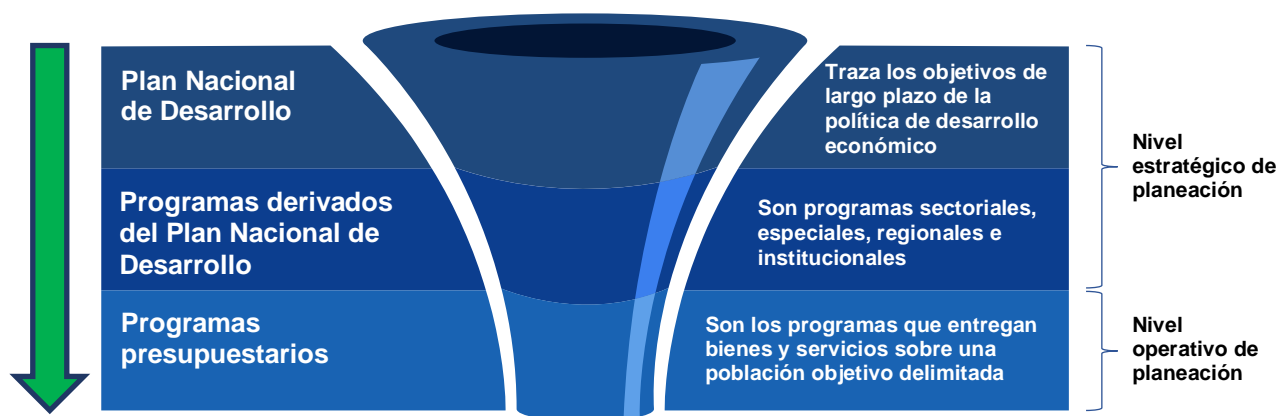 Plan Nacional
de Desarrollo
Traza los objetivos de
largo plazo de la
política de desarrollo
económico
Programas derivados
del Plan Nacional de
Desarrollo
Son programas sectoriales,
especiales, regionales e
institucionales
Nivel
estratégico de
planeación
Programas
presupuestarios
Son los programas que entregan
bienes y servicios sobre una
población objetivo delimitada
Nivel
operativo de
planeación